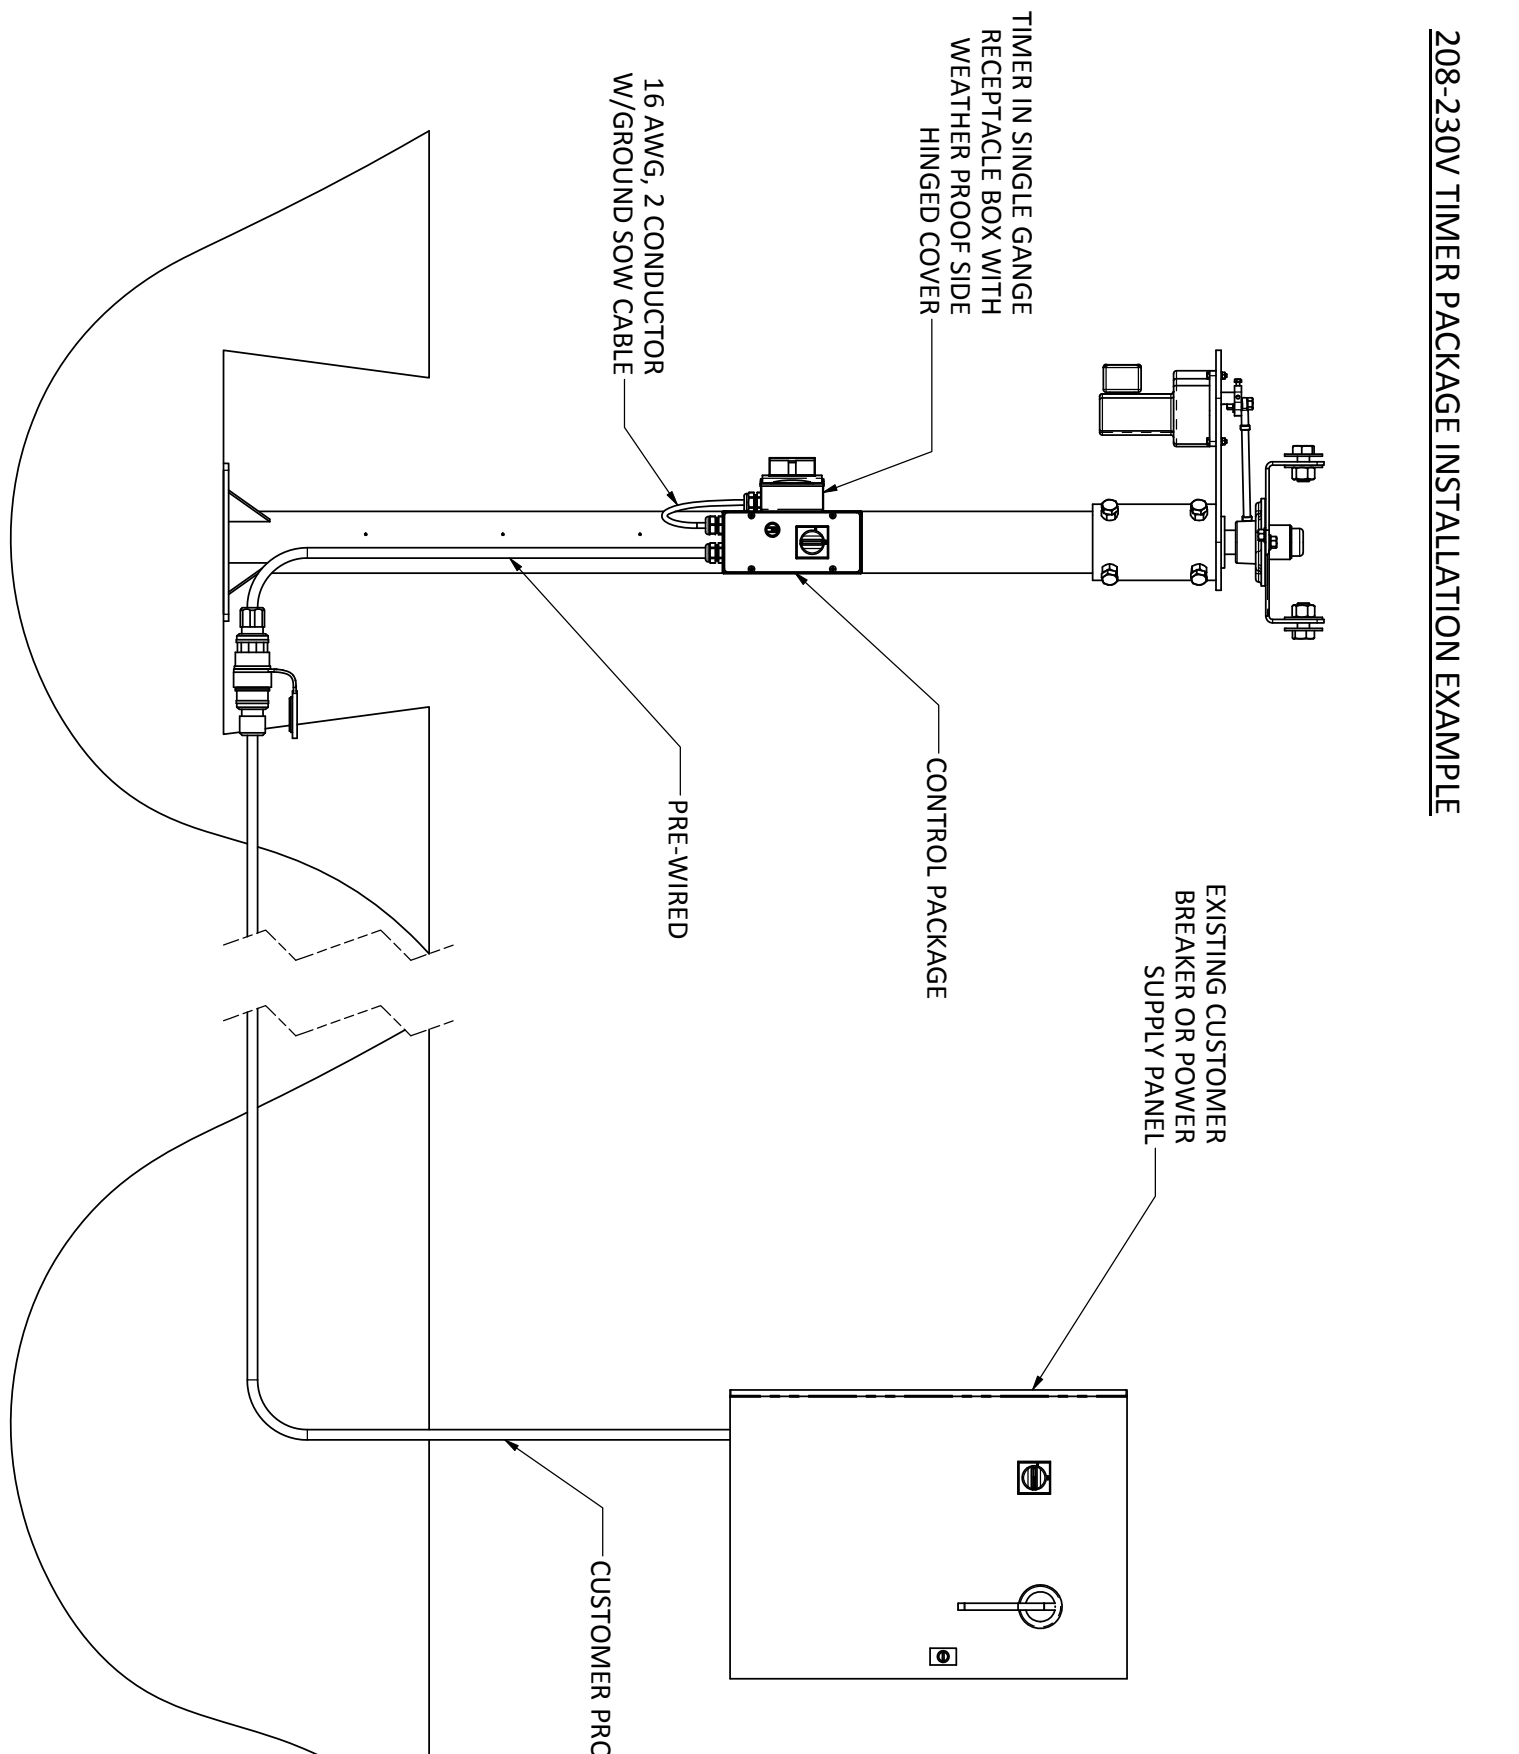 208-230V TIMER PACKAGE INSTALLATION EXAMPLE
TIMER IN SINGLE GANGE
RECEPTACLE BOX WITH
WEATHER PROOF SIDE
HINGED COVER
16 AWG, 2 CONDUCTOR
W/GROUND SOW CABLE
CONTROL PACKAGE
PRE-WIRED
EXISTING CUSTOMER
BREAKER OR POWER
SUPPLY PANEL
CUSTOMER